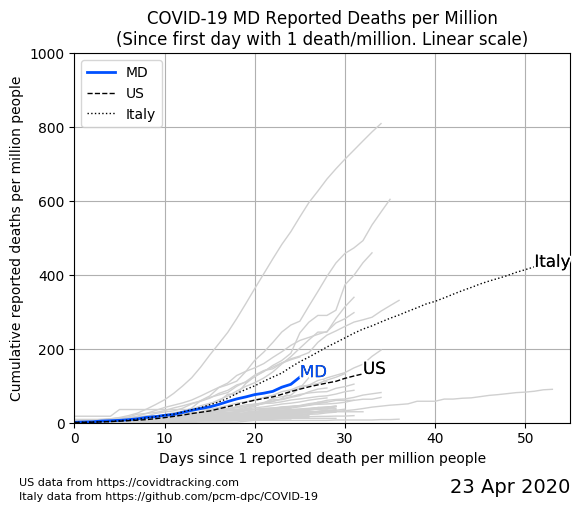 COVID-19 MD Reported Deaths per Million
(Since first day with 1 death/million. Linear scale)
Cumulative reported deaths per million people
1000
800
600
400
200
0
MD
US
Italy
Italy
US
MD
0 10 20 30 40 50
Days since 1 reported death per million people
US data from https://covidtracking.com
Italy data from https://github.com/pcm-dpc/COVID-19
23 Apr 2020